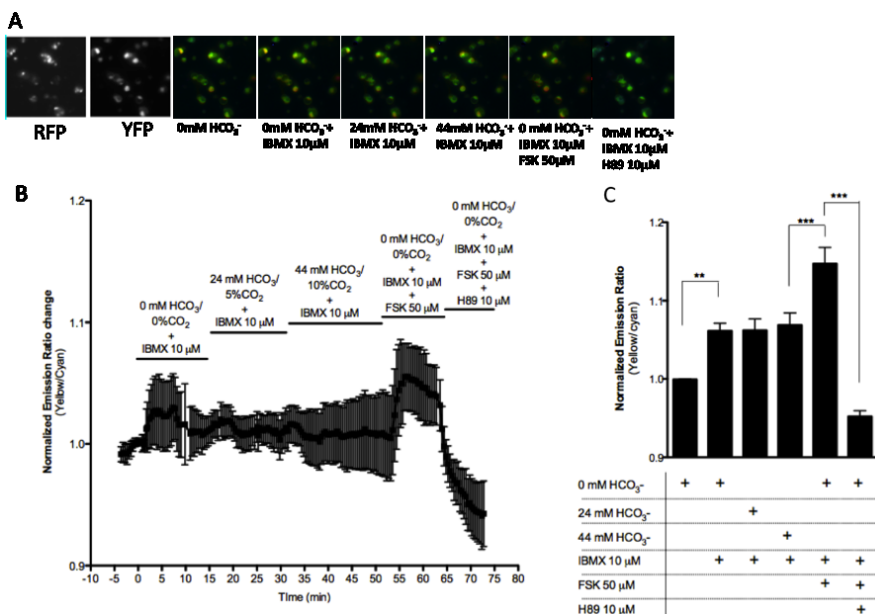 A
RFP
YFP
0mM HCO₃⁻
0mM HCO₃⁻+
IBMX 10μM
24mM HCO₃⁻+
IBMX 10μM
44mM HCO₃⁻+
IBMX 10μM
0 mM HCO₃⁻+
IBMX 10μM
FSK 50μM
0mM HCO₃⁻+
IBMX 10μM
H89 10μM
B
Normalized Emission Ratio change
(Yellow/Cyan)
1.2
1.1
1.0
0.9
0 mM HCO3/
0%CO2
+
IBMX 10 μM
24 mM HCO3/
5%CO2
+
IBMX 10 μM
44 mM HCO3/
10%CO2
+
IBMX 10 μM
0 mM HCO3/
0%CO2
+
IBMX 10 μM
+
FSK 50 μM
0 mM HCO3/
0%CO2
+
IBMX 10 μM
+
FSK 50 μM
+
H89 10 μM
-10 -5 0 5 10 15 20 25 30 35 40 45 50 55 60 65 70 75 80
TIme (min)
C
Normalized Emission Ratio
(Yellow/cyan)
1.2
1.1
1.0
0.9
**
***
***
0 mM HCO3- + + + +
24 mM HCO3- +
44 mM HCO3- +
IBMX 10 μM + + + + +
FSK 50 μM + +
H89 10 μM +